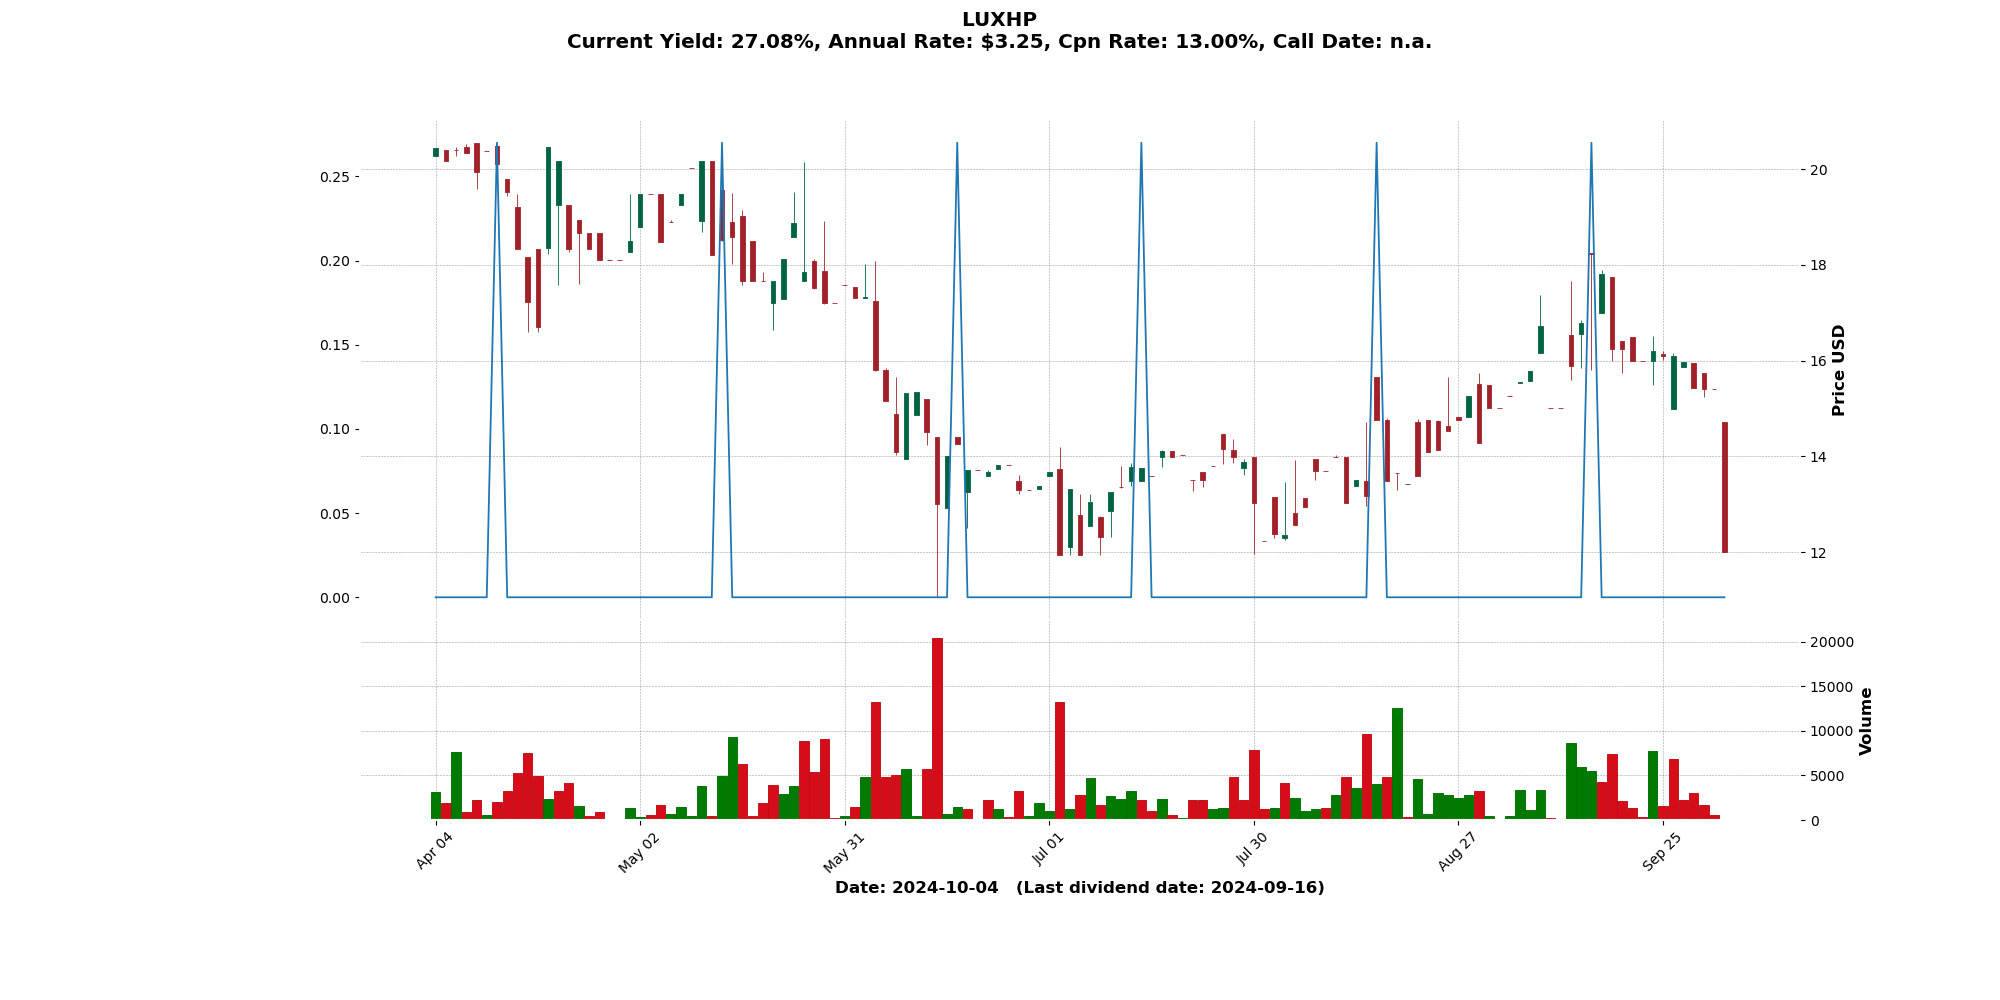 LUXHP
Current Yield: 27.08%, Annual Rate: $3.25, Cpn Rate: 13.00%, Call Date: n.a.
0.25
0.20
0.15
0.10
0.05
0.00
20
18
16
14
12
Price USD
20000
15000
10000
5000
0
Volume
Apr 04
May 02
May 31
Jul 01
Jul 30
Aug 27
Sep 25
Date: 2024-10-04   (Last dividend date: 2024-09-16)